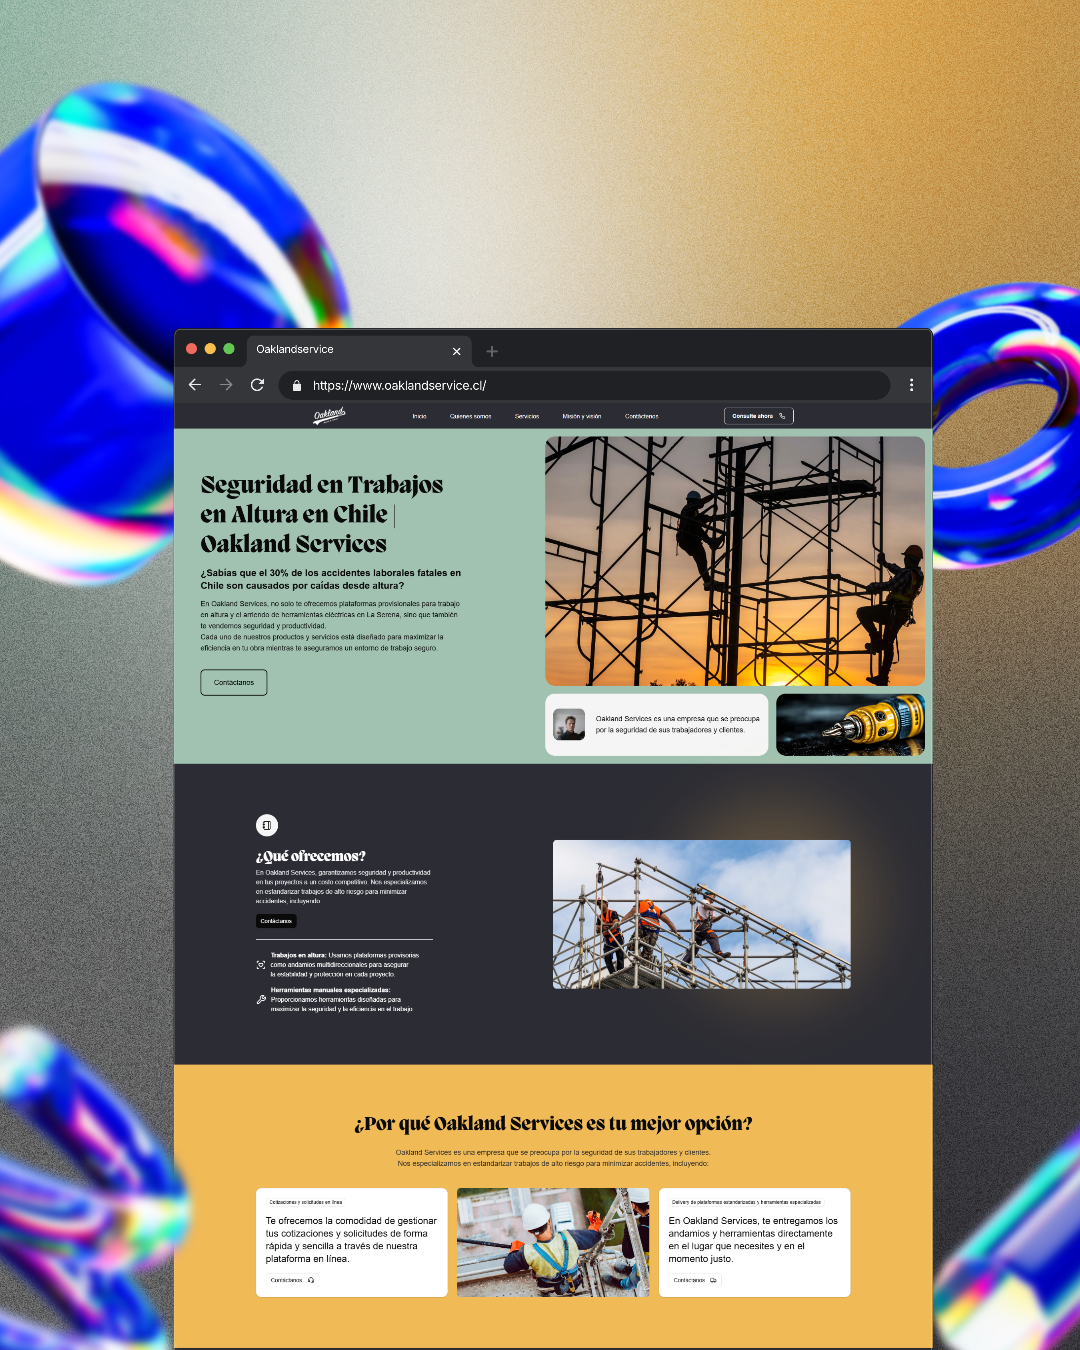 Oaklandservice
https://www.oaklandservice.cl/
Oakland
Inicio
Quienes somos
Servicios
Misión y visión
Contáctenos
Consulte ahora
Seguridad en Trabajos
en Altura en Chile |
Oakland Services
¿Sabías que el 30% de los accidentes laborales fatales en
Chile son causados por caídas desde altura?
En Oakland Services, no solo te ofrecemos plataformas provisionales para trabajo
en altura y el arriendo de herramientas eléctricas en La Serena, sino que también
te vendemos seguridad y productividad.
Cada uno de nuestros productos y servicios está diseñado para maximizar la
eficiencia en tu obra mientras te aseguramos un entorno de trabajo seguro.
Contáctanos
Oakland Services es una empresa que se preocupa
por la seguridad de sus trabajadores y clientes.
¿Qué ofrecemos?
En Oakland Services, garantizamos seguridad y productividad
en tus proyectos a un costo competitivo. Nos especializamos
en estandarizar trabajos de alto riesgo para minimizar
accidentes, incluyendo
Contáctanos
Trabajos en altura: Usamos plataformas provisorias
como andamios multidireccionales para asegurar
la estabilidad y protección en cada proyecto.
Herramientas manuales especializadas:
Proporcionamos herramientas diseñadas para
maximizar la seguridad y la eficiencia en el trabajo
¿Por qué Oakland Services es tu mejor opción?
Oakland Services es una empresa que se preocupa por la seguridad de sus trabajadores y clientes.
Nos especializamos en estandarizar trabajos de alto riesgo para minimizar accidentes, incluyendo:
Cotizaciones y solicitudes en línea
Te ofrecemos la comodidad de gestionar
tus cotizaciones y solicitudes de forma
rápida y sencilla a través de nuestra
plataforma en línea.
Contáctanos
Delivery de plataformas estandarizadas y herramientas especializadas
En Oakland Services, te entregamos los
andamios y herramientas directamente
en el lugar que necesites y en el
momento justo.
Contáctanos